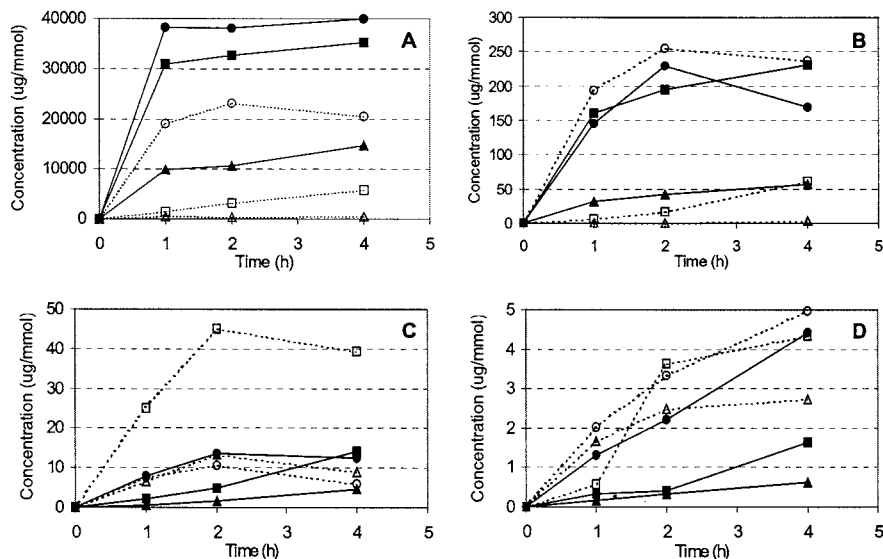 Concentration (ug/mmol)
40000
30000
20000
10000
0
0 1 2 3 4 5
Time (h)
A
Concentration (ug/mmol)
300
250
200
150
100
50
0
0 1 2 3 4 5
Time (h)
B
Concentration (ug/mmol)
50
40
30
20
10
0
0 1 2 3 4 5
Time (h)
C
Concentration (ug/mmol)
5
4
3
2
1
0
0 1 2 3 4 5
Time (h)
D